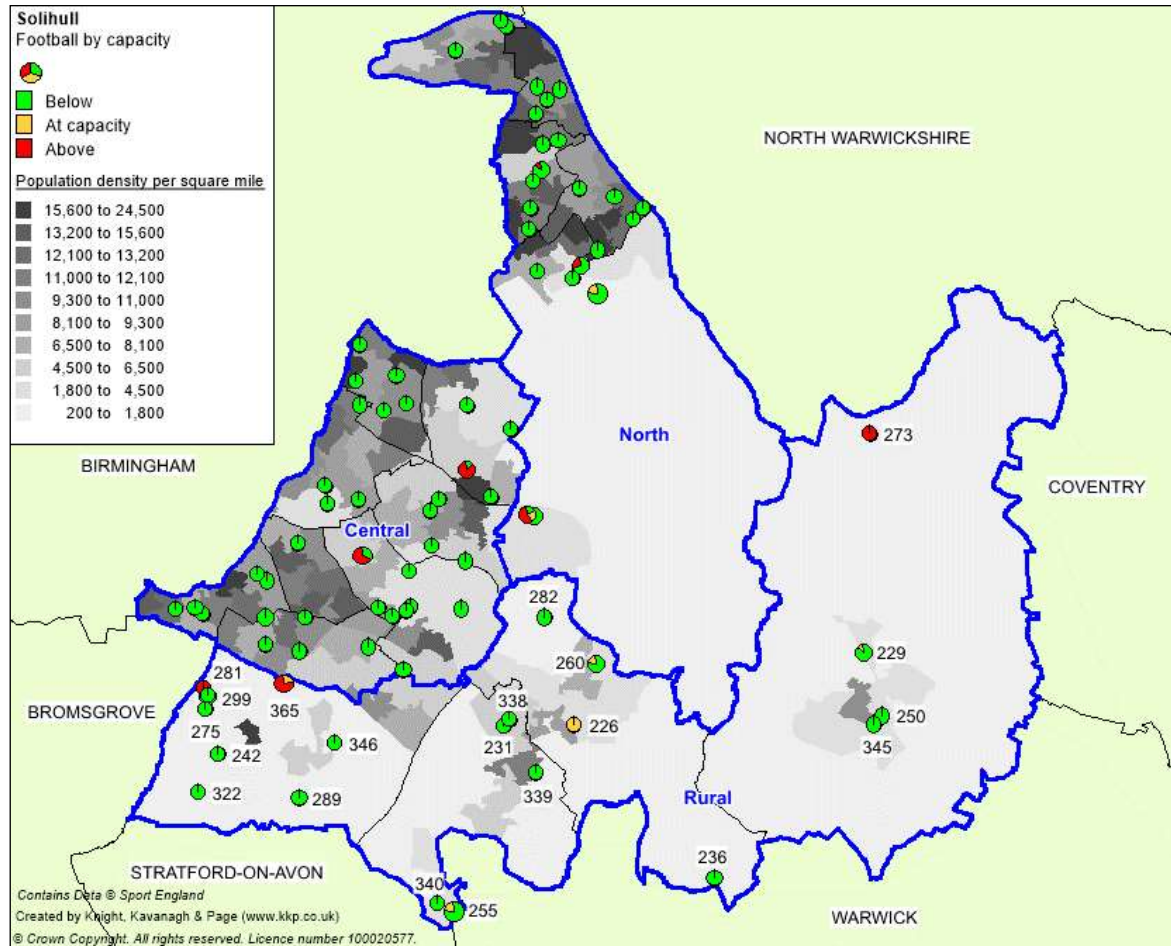 Solihull
Football by capacity
Below
At capacity
Above
Population density per square mile
15,600 to 24,500
13,200 to 15,600
12,100 to 13,200
11,000 to 12,100
9,300 to 11,000
8,100 to 9,300
6,500 to 8,100
4,500 to 6,500
1,800 to 4,500
200 to 1,800
NORTH WARWICKSHIRE
North
273
BIRMINGHAM
COVENTRY
Central
282
260
229
281
299
BROMSGROVE
365
338
226
250
275
231
345
242
346
339
322
289
Rural
236
STRATFORD-ON-AVON
340
255
WARWICK
Contains Data © Sport England
Created by Knight, Kavanagh & Page (www.kkp.co.uk)
© Crown Copyright. All rights reserved. Licence number 100020577.